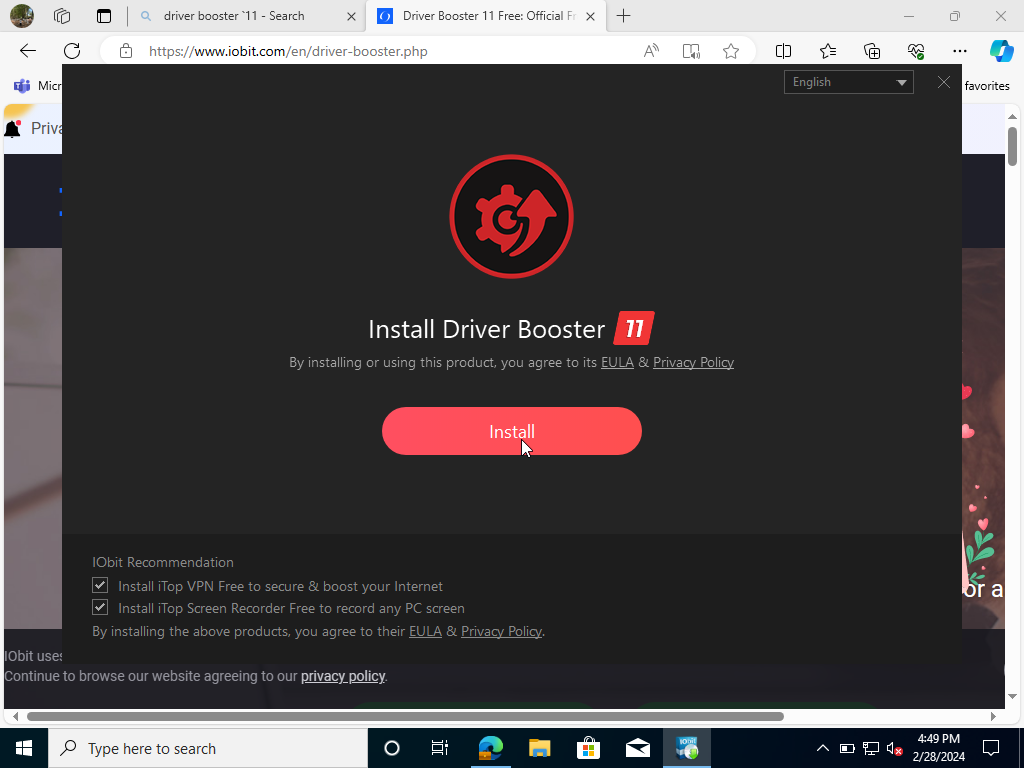 driver booster `11 - Search
Driver Booster 11 Free: Official Fr
https://www.iobit.com/en/driver-booster.php
Micr
favorites
English
Priva
Install Driver Booster 11
By installing or using this product, you agree to its EULA & Privacy Policy
Install
IObit Recommendation
Install iTop VPN Free to secure & boost your Internet
or a
Install iTop Screen Recorder Free to record any PC screen
By installing the above products, you agree to their EULA & Privacy Policy.
IObit uses
Continue to browse our website agreeing to our privacy policy.
Type here to search
4:49 PM
2/28/2024